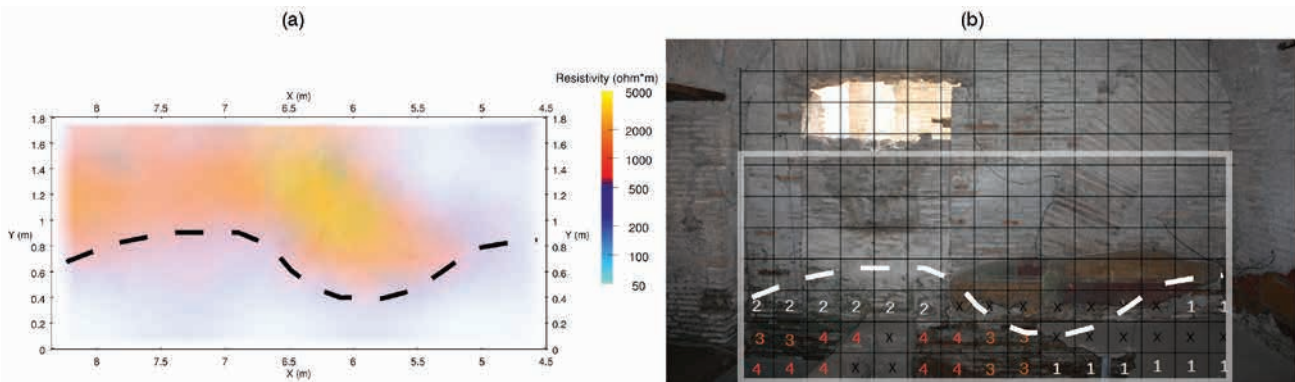 (a)
(b)
Resistivity (ohm*m)
X (m)
8 7.5 7 6.5 6 5.5 5 4.5
1.8 1.8 5000
1.6 1.6
1.4 1.4 2000
1.2 1.2 1000
1 1 500
Y (m) Y (m)
0.8 0.8 200
0.6 0.6 100
0.4 0.4 50
0.2 0.2
0 0
8 7.5 7 6.5 6 5.5 5 4.5
X (m)
2 2 2 2 2 2 x x x x x x x 1 1
3 3 4 4 x 4 4 3 3 x x x x x x
4 4 4 x x 4 4 3 3 1 1 1 1 1 1